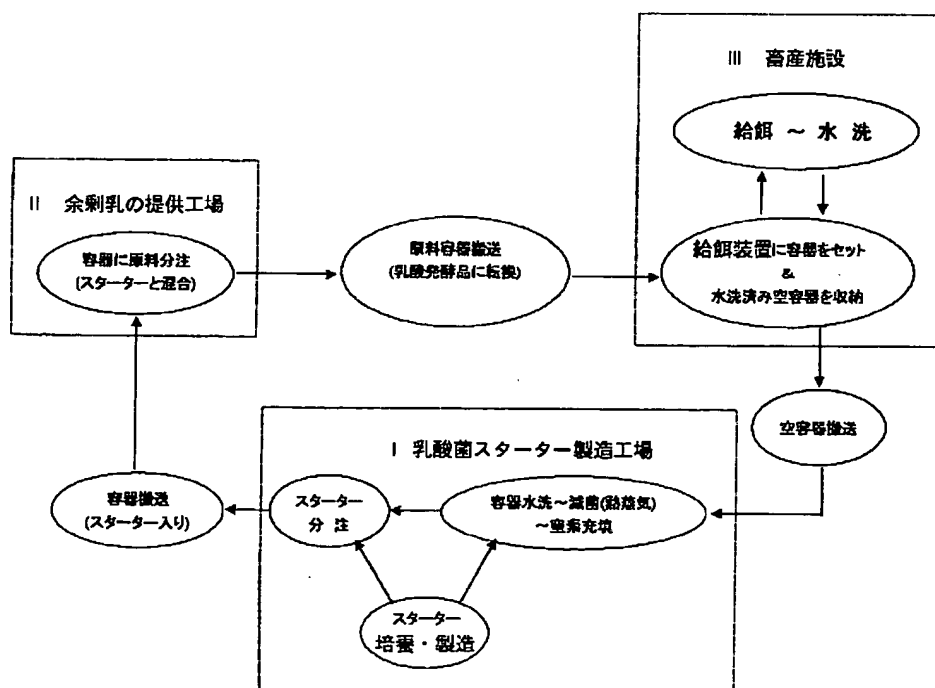 III 畜産施設
給餌 ～ 水 洗
給餌装置に容器をセット
&
水洗済み空容器を収納
II 余剰乳の提供工場
容器に原料分注
(スターターと混合)
原料容器搬送
(乳酸発酵品に転換)
空容器搬送
I 乳酸菌スターター製造工場
容器水洗～滅菌(熱蒸気)
～窒素充填
スターター
分 注
容器搬送
(スターター入り)
スターター
培養・製造